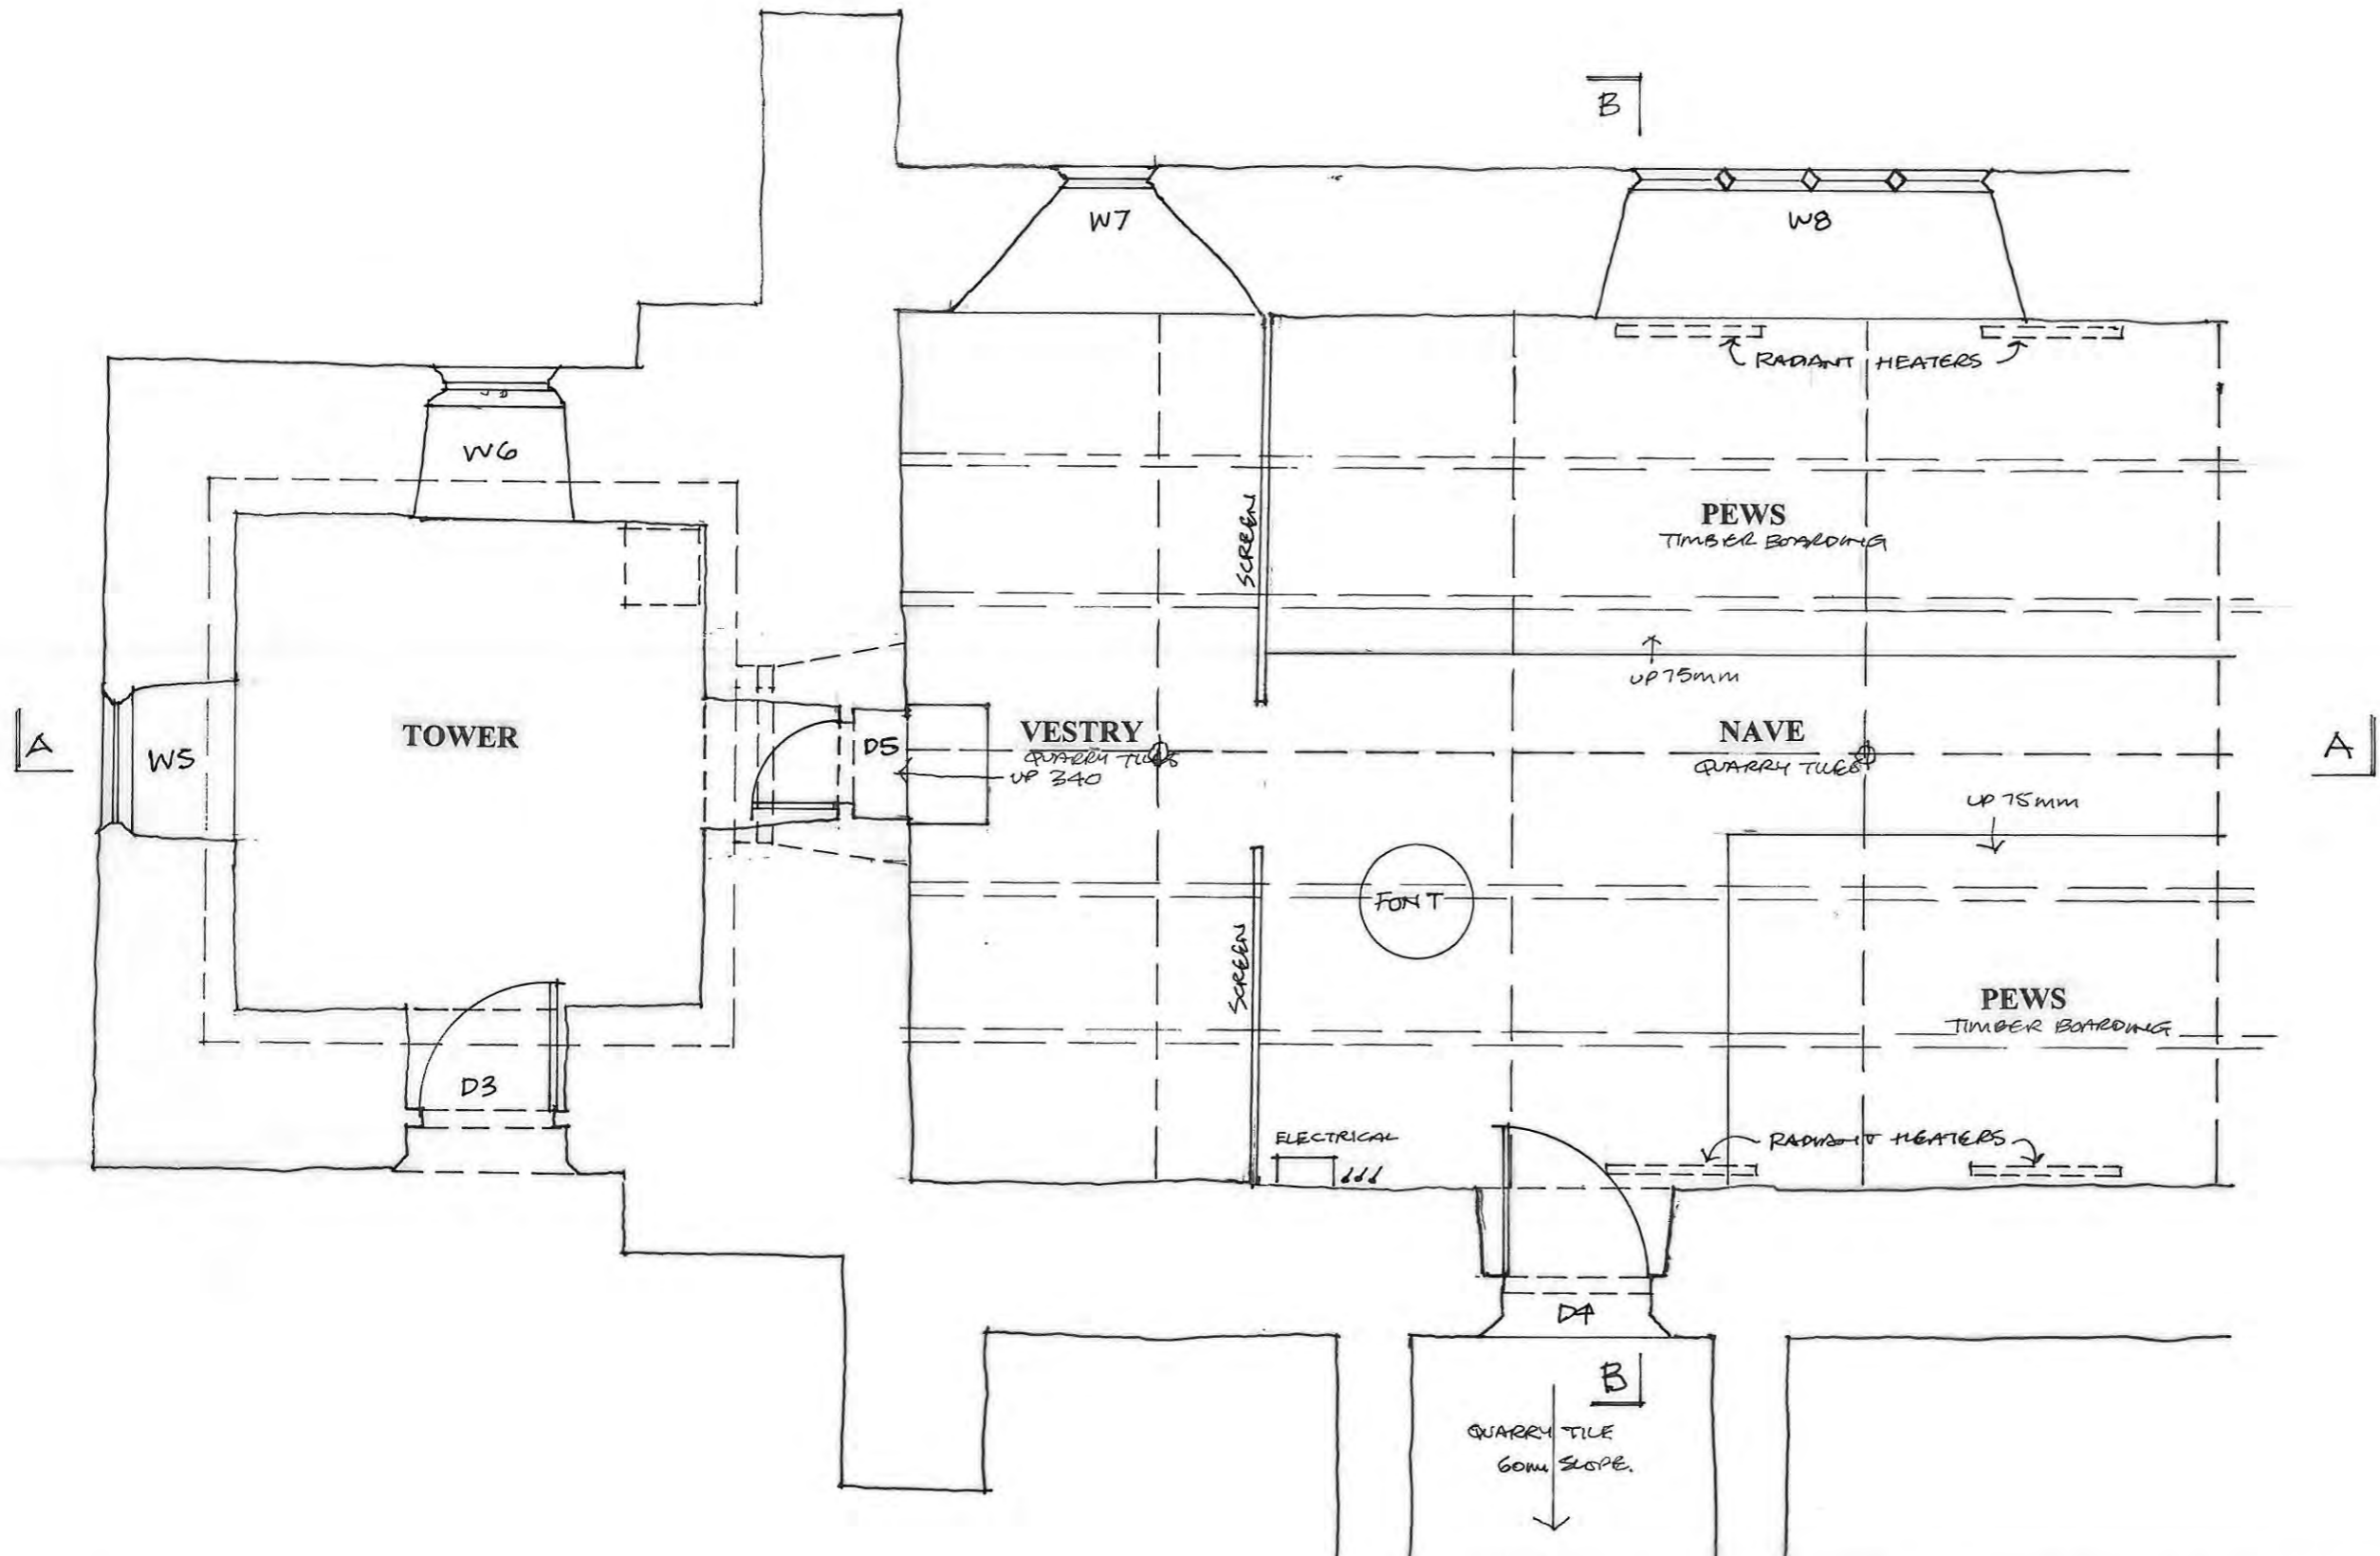 B
W7
W8
RADIANT HEATERS
W6
SCREEN
PEWS
TIMBER BOARDING
UP 75mm
A
W5
TOWER
D5
VESTRY
QUARRY TILES
UP 340
NAVE
QUARRY TILES
A
UP 75mm
FONT
SCREEN
PEWS
TIMBER BOARDING
D3
ELECTRICAL
RADIANT HEATERS
D4
B
QUARRY TILE
60mm SLOPE.